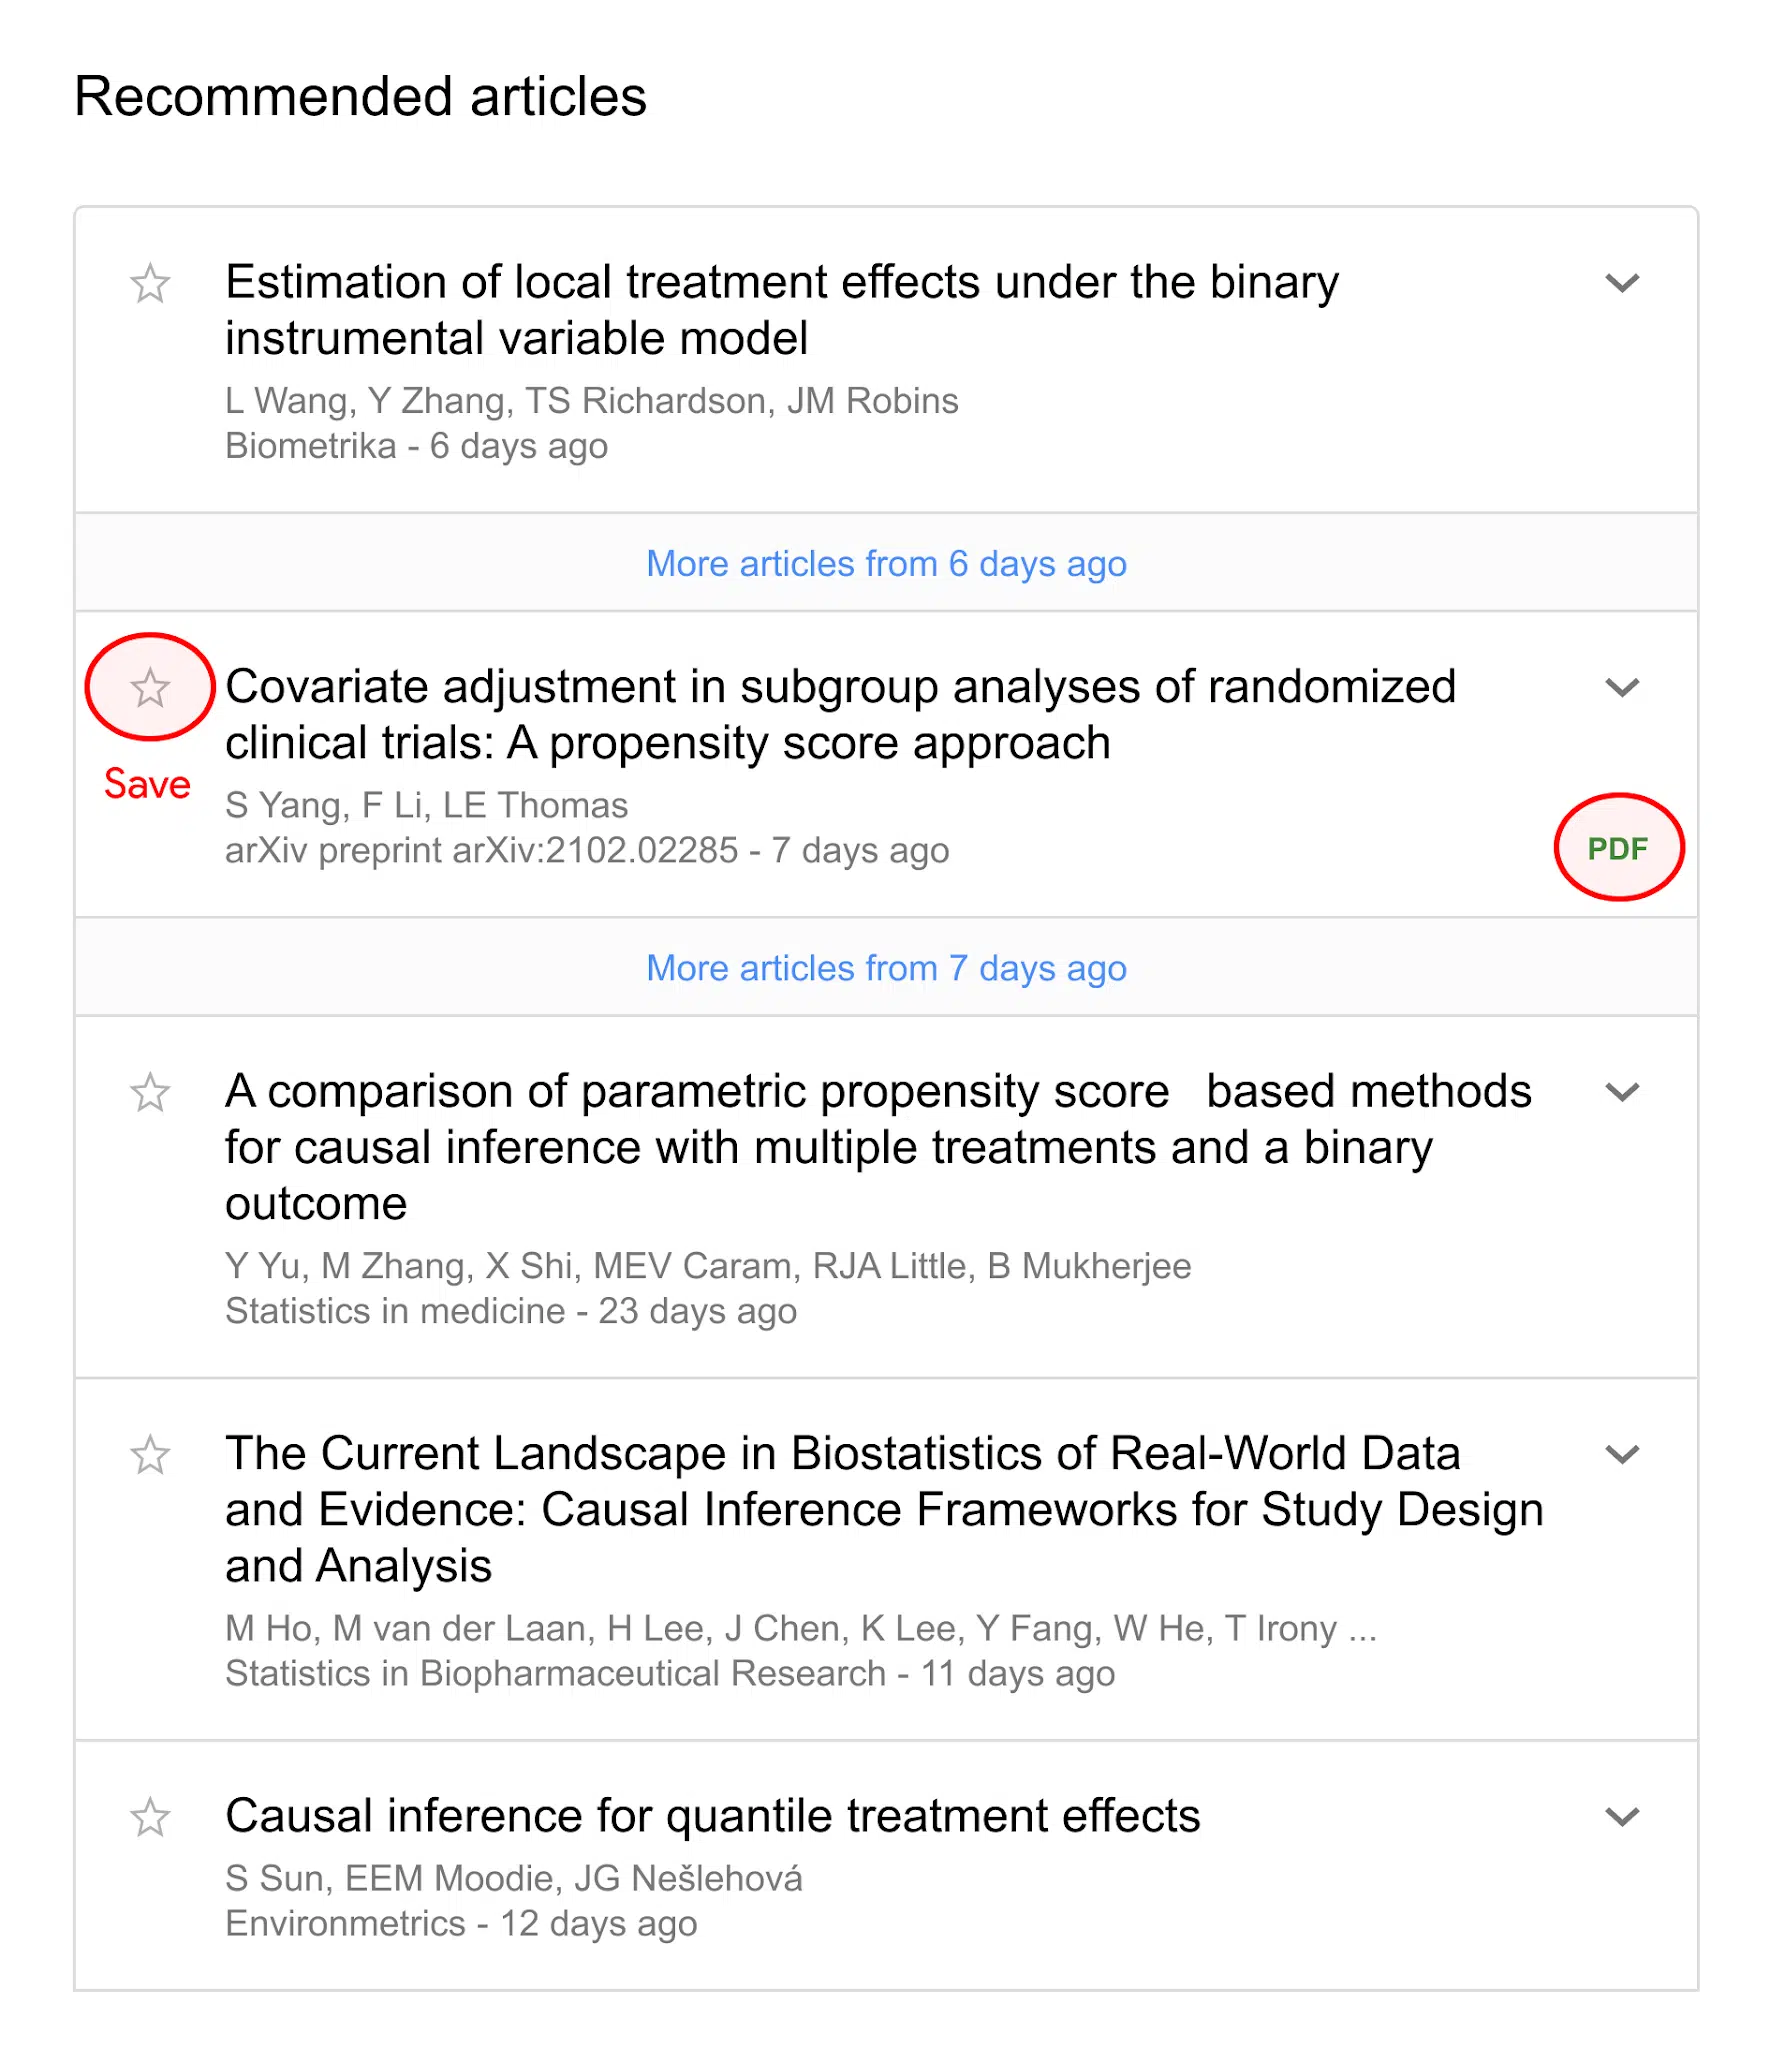 Recommended articles
Estimation of local treatment effects under the binary
instrumental variable model
L Wang, Y Zhang, TS Richardson, JM Robins
Biometrika - 6 days ago
More articles from 6 days ago
Covariate adjustment in subgroup analyses of randomized
clinical trials: A propensity score approach
Save
S Yang, F Li, LE Thomas
arXiv preprint arXiv:2102.02285 - 7 days ago
PDF
More articles from 7 days ago
A comparison of parametric propensity score   based methods
for causal inference with multiple treatments and a binary
outcome
Y Yu, M Zhang, X Shi, MEV Caram, RJA Little, B Mukherjee
Statistics in medicine - 23 days ago
The Current Landscape in Biostatistics of Real-World Data
and Evidence: Causal Inference Frameworks for Study Design
and Analysis
M Ho, M van der Laan, H Lee, J Chen, K Lee, Y Fang, W He, T Irony ...
Statistics in Biopharmaceutical Research - 11 days ago
Causal inference for quantile treatment effects
S Sun, EEM Moodie, JG Nešlehová
Environmetrics - 12 days ago